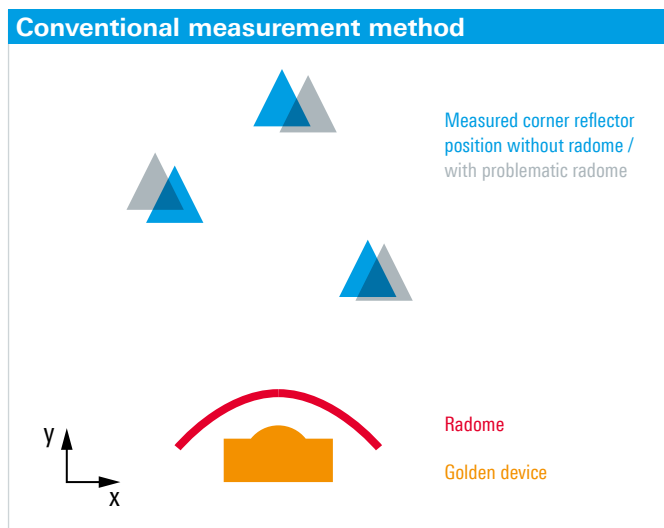 Conventional measurement method
Measured corner reflector
position without radome /
with problematic radome
Radome
Golden device
y
x